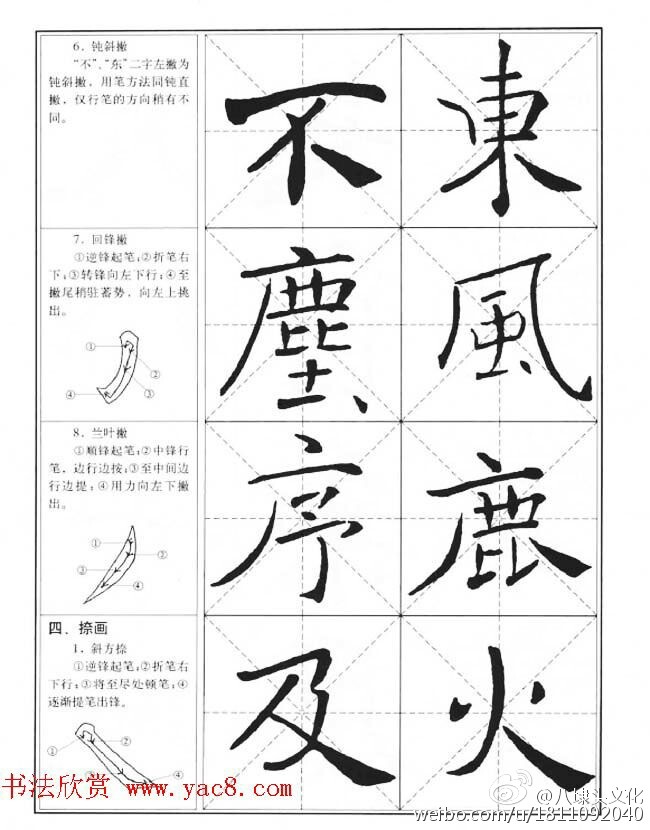 6．钝斜撇
“不”、“东”二字左撇为
钝斜撇，用笔方法同钝直
撇，仅行笔的方向稍有不
同。
不 東
7．回锋撇
①逆锋起笔；②折笔右
下；③转锋向左下行；④至
撇尾稍驻蓄势，向左上挑
出。
①
②
③
④
塵 風
8．兰叶撇
①顺锋起笔；②中锋行
笔，边行边按；③至中间边
行边提；④用力向左下撇
出。
①
②
③
④
序 鹿
四．捺画
1．斜方捺
①逆锋起笔；②折笔右
下行；③将至尽处顿笔；④
逐渐提笔出锋。
①
②
③
④
及 火
书法欣赏 www.yac8.com
@八埭头文化
weibo.com/u/1811092040